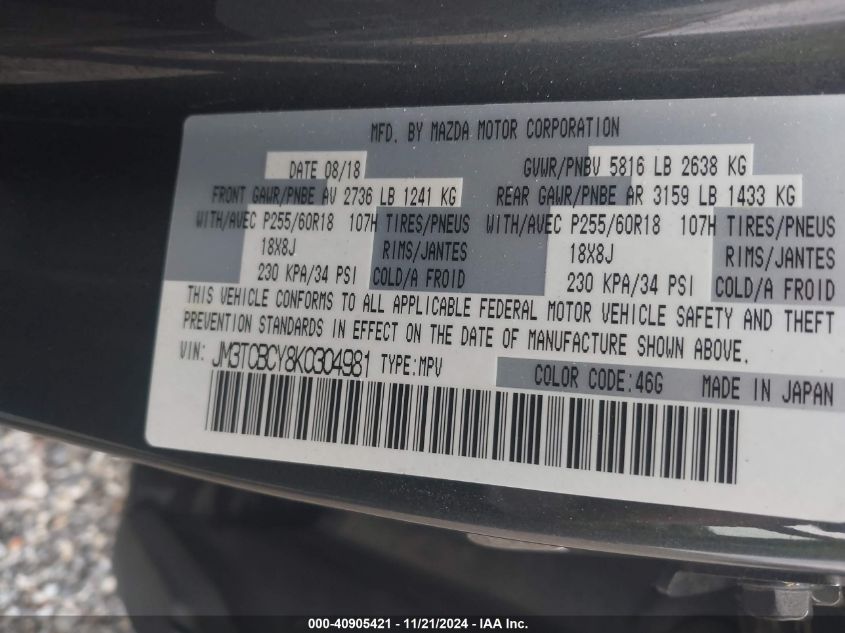 MFD. BY MAZDA MOTOR CORPORATION
DATE 08/18 GVWR/PNBV 5816 LB 2638 KG
FRONT GAWR/PNBE AV 2736 LB 1241 KG REAR GAWR/PNBE AR 3159 LB 1433 KG
WITH/AVEC P255/60R18 107H TIRES/PNEUS WITH/AVEC P255/60R18 107H TIRES/PNEUS
18X8J RIMS/JANTES 18X8J RIMS/JANTES
230 KPA/34 PSI COLD/A FROID 230 KPA/34 PSI COLD/A FROID
THIS VEHICLE CONFORMS TO ALL APPLICABLE FEDERAL MOTOR VEHICLE SAFETY AND THEFT
PREVENTION STANDARDS IN EFFECT ON THE DATE OF MANUFACTURE SHOWN ABOVE.
VIN: JM3TCBCY8K0304981 TYPE:MPV
COLOR CODE:46G MADE IN JAPAN
000-40905421 - 11/21/2024 - IAA Inc.